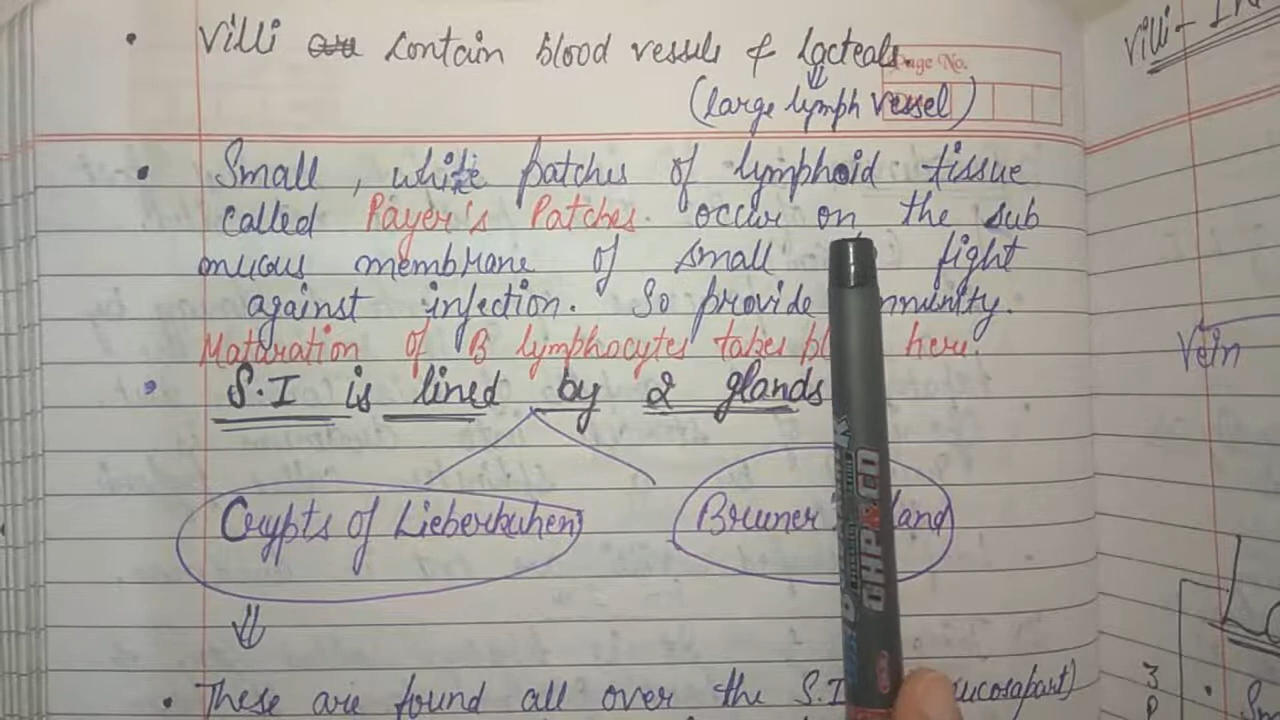 Villi contain blood vessels & lacteals.
Page No.
(large lymph vessel)
Small, white patches of lymphoid tissue
called Payer's Patches. occur on the sub
mucous membrane of small fight
against infection. So provide
Maturation of B lymphocytes takes here.
S.I is lined by 2 glands
Crypts of Lieberkuhen
Bruner
These are found all over the S.I
Villi -
Vein
3